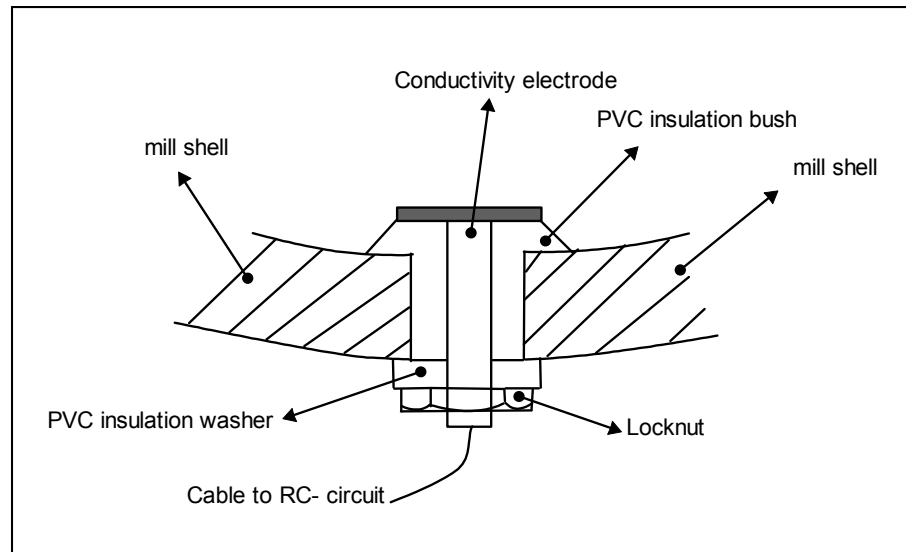 Conductivity electrode
PVC insulation bush
mill shell
mill shell
PVC insulation washer
Locknut
Cable to RC- circuit